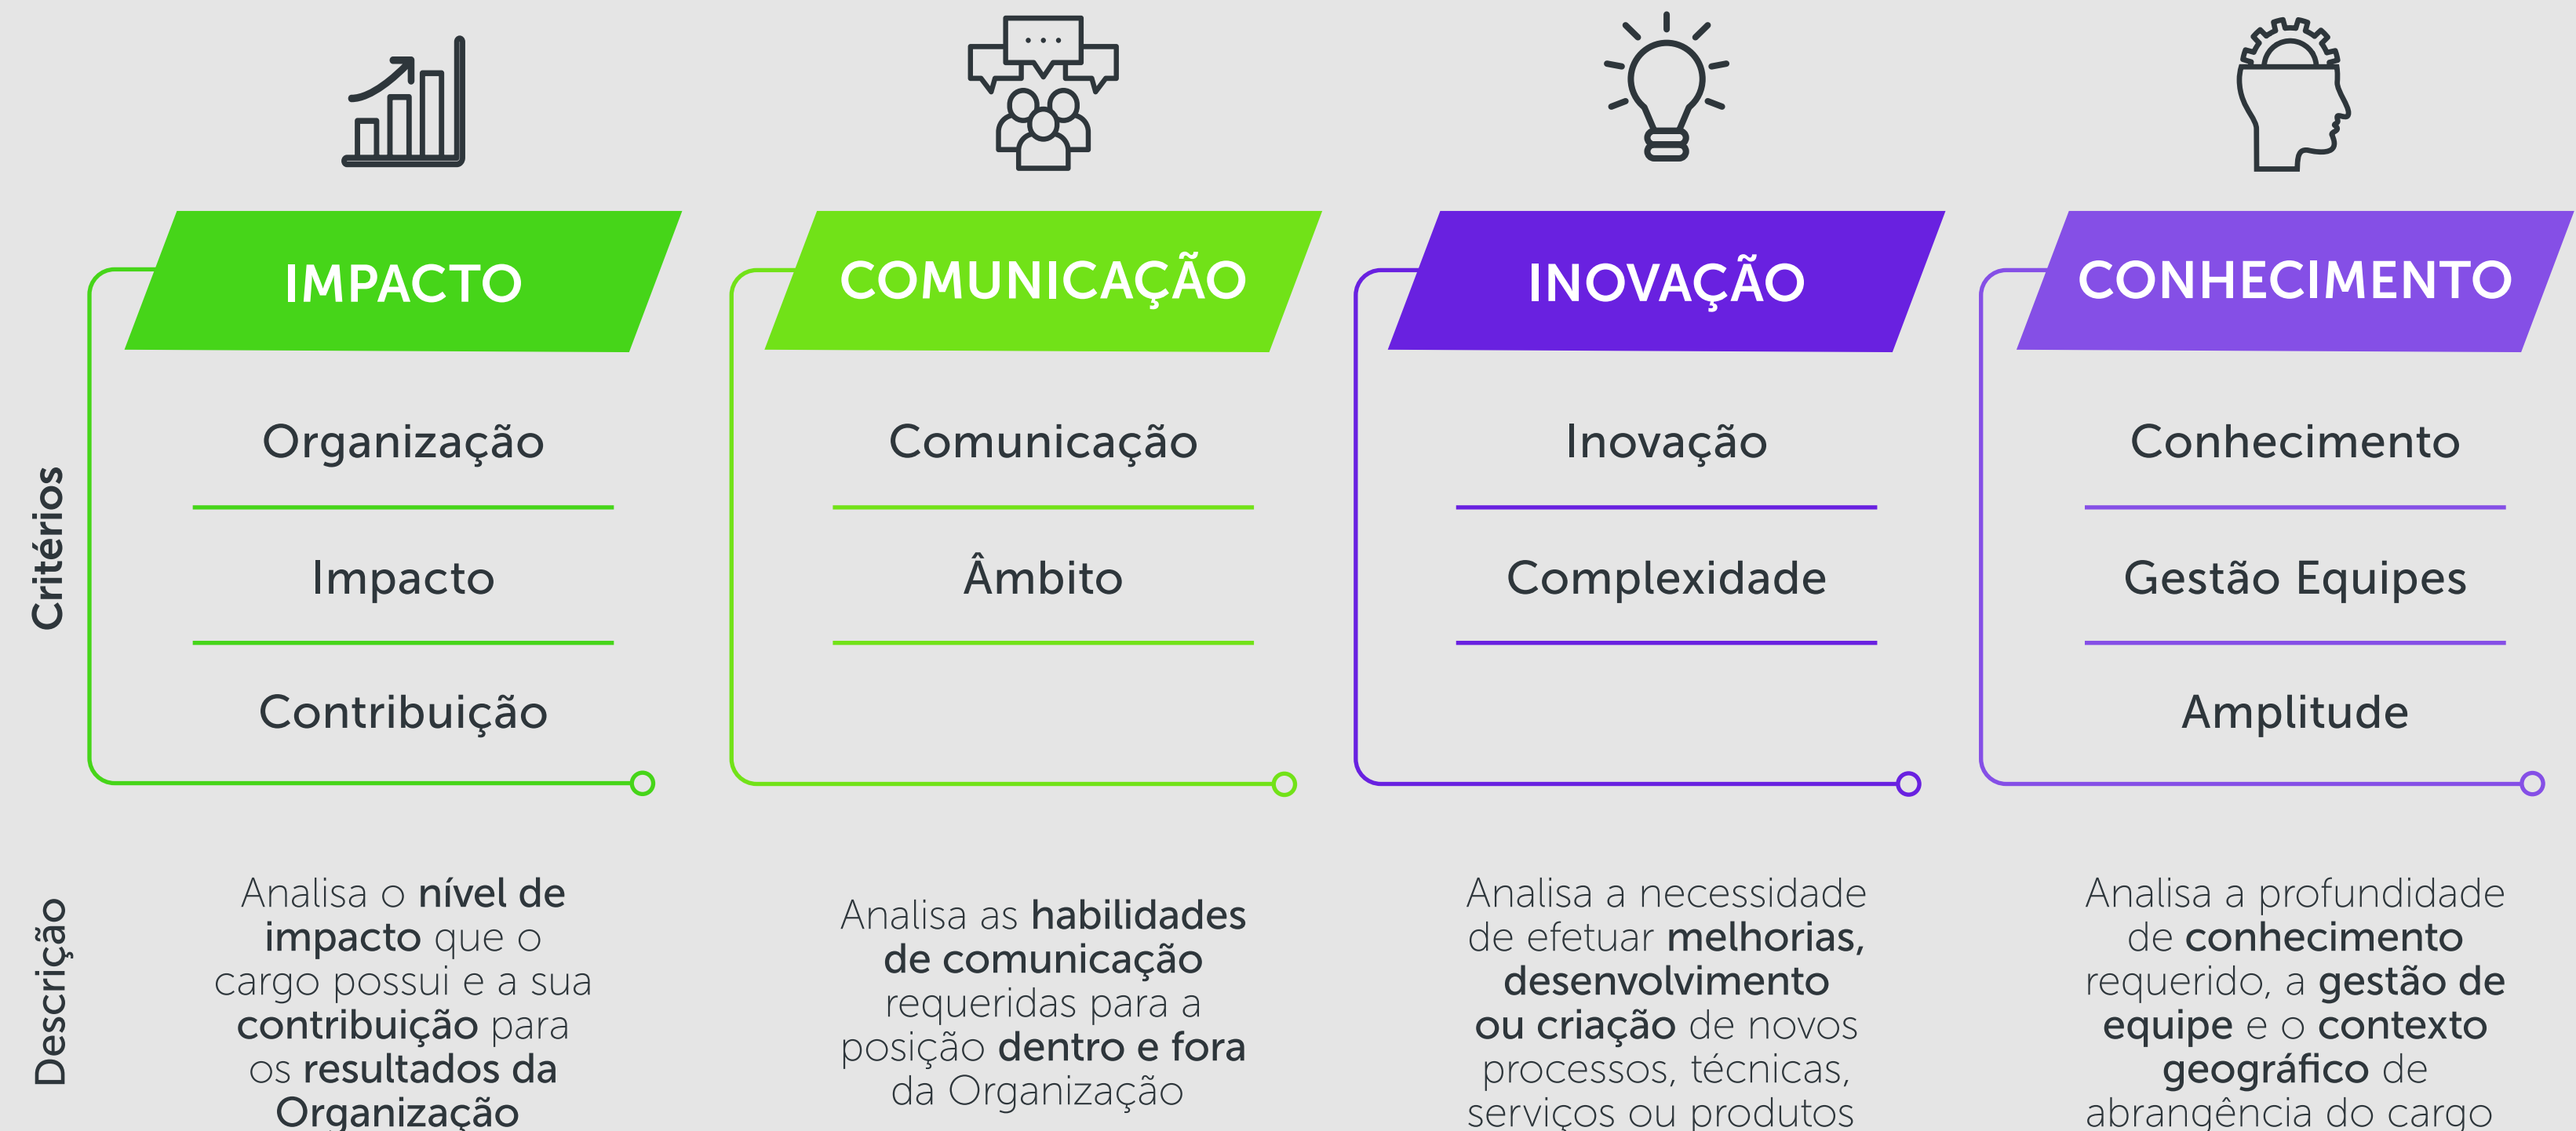 IMPACTO
COMUNICAÇÃO
INOVAÇÃO
CONHECIMENTO
Critérios
Organização
Impacto
Contribuição
Comunicação
Âmbito
Inovação
Complexidade
Conhecimento
Gestão Equipes
Amplitude
Descrição
Analisa o nível de
impacto que o
cargo possui e a sua
contribuição para
os resultados da
Organização
Analisa as habilidades
de comunicação
requeridas para a
posição dentro e fora
da Organização
Analisa a necessidade
de efetuar melhorias,
desenvolvimento
ou criação de novos
processos, técnicas,
serviços ou produtos
Analisa a profundidade
de conhecimento
requerido, a gestão de
equipe e o contexto
geográfico de
abrangência do cargo